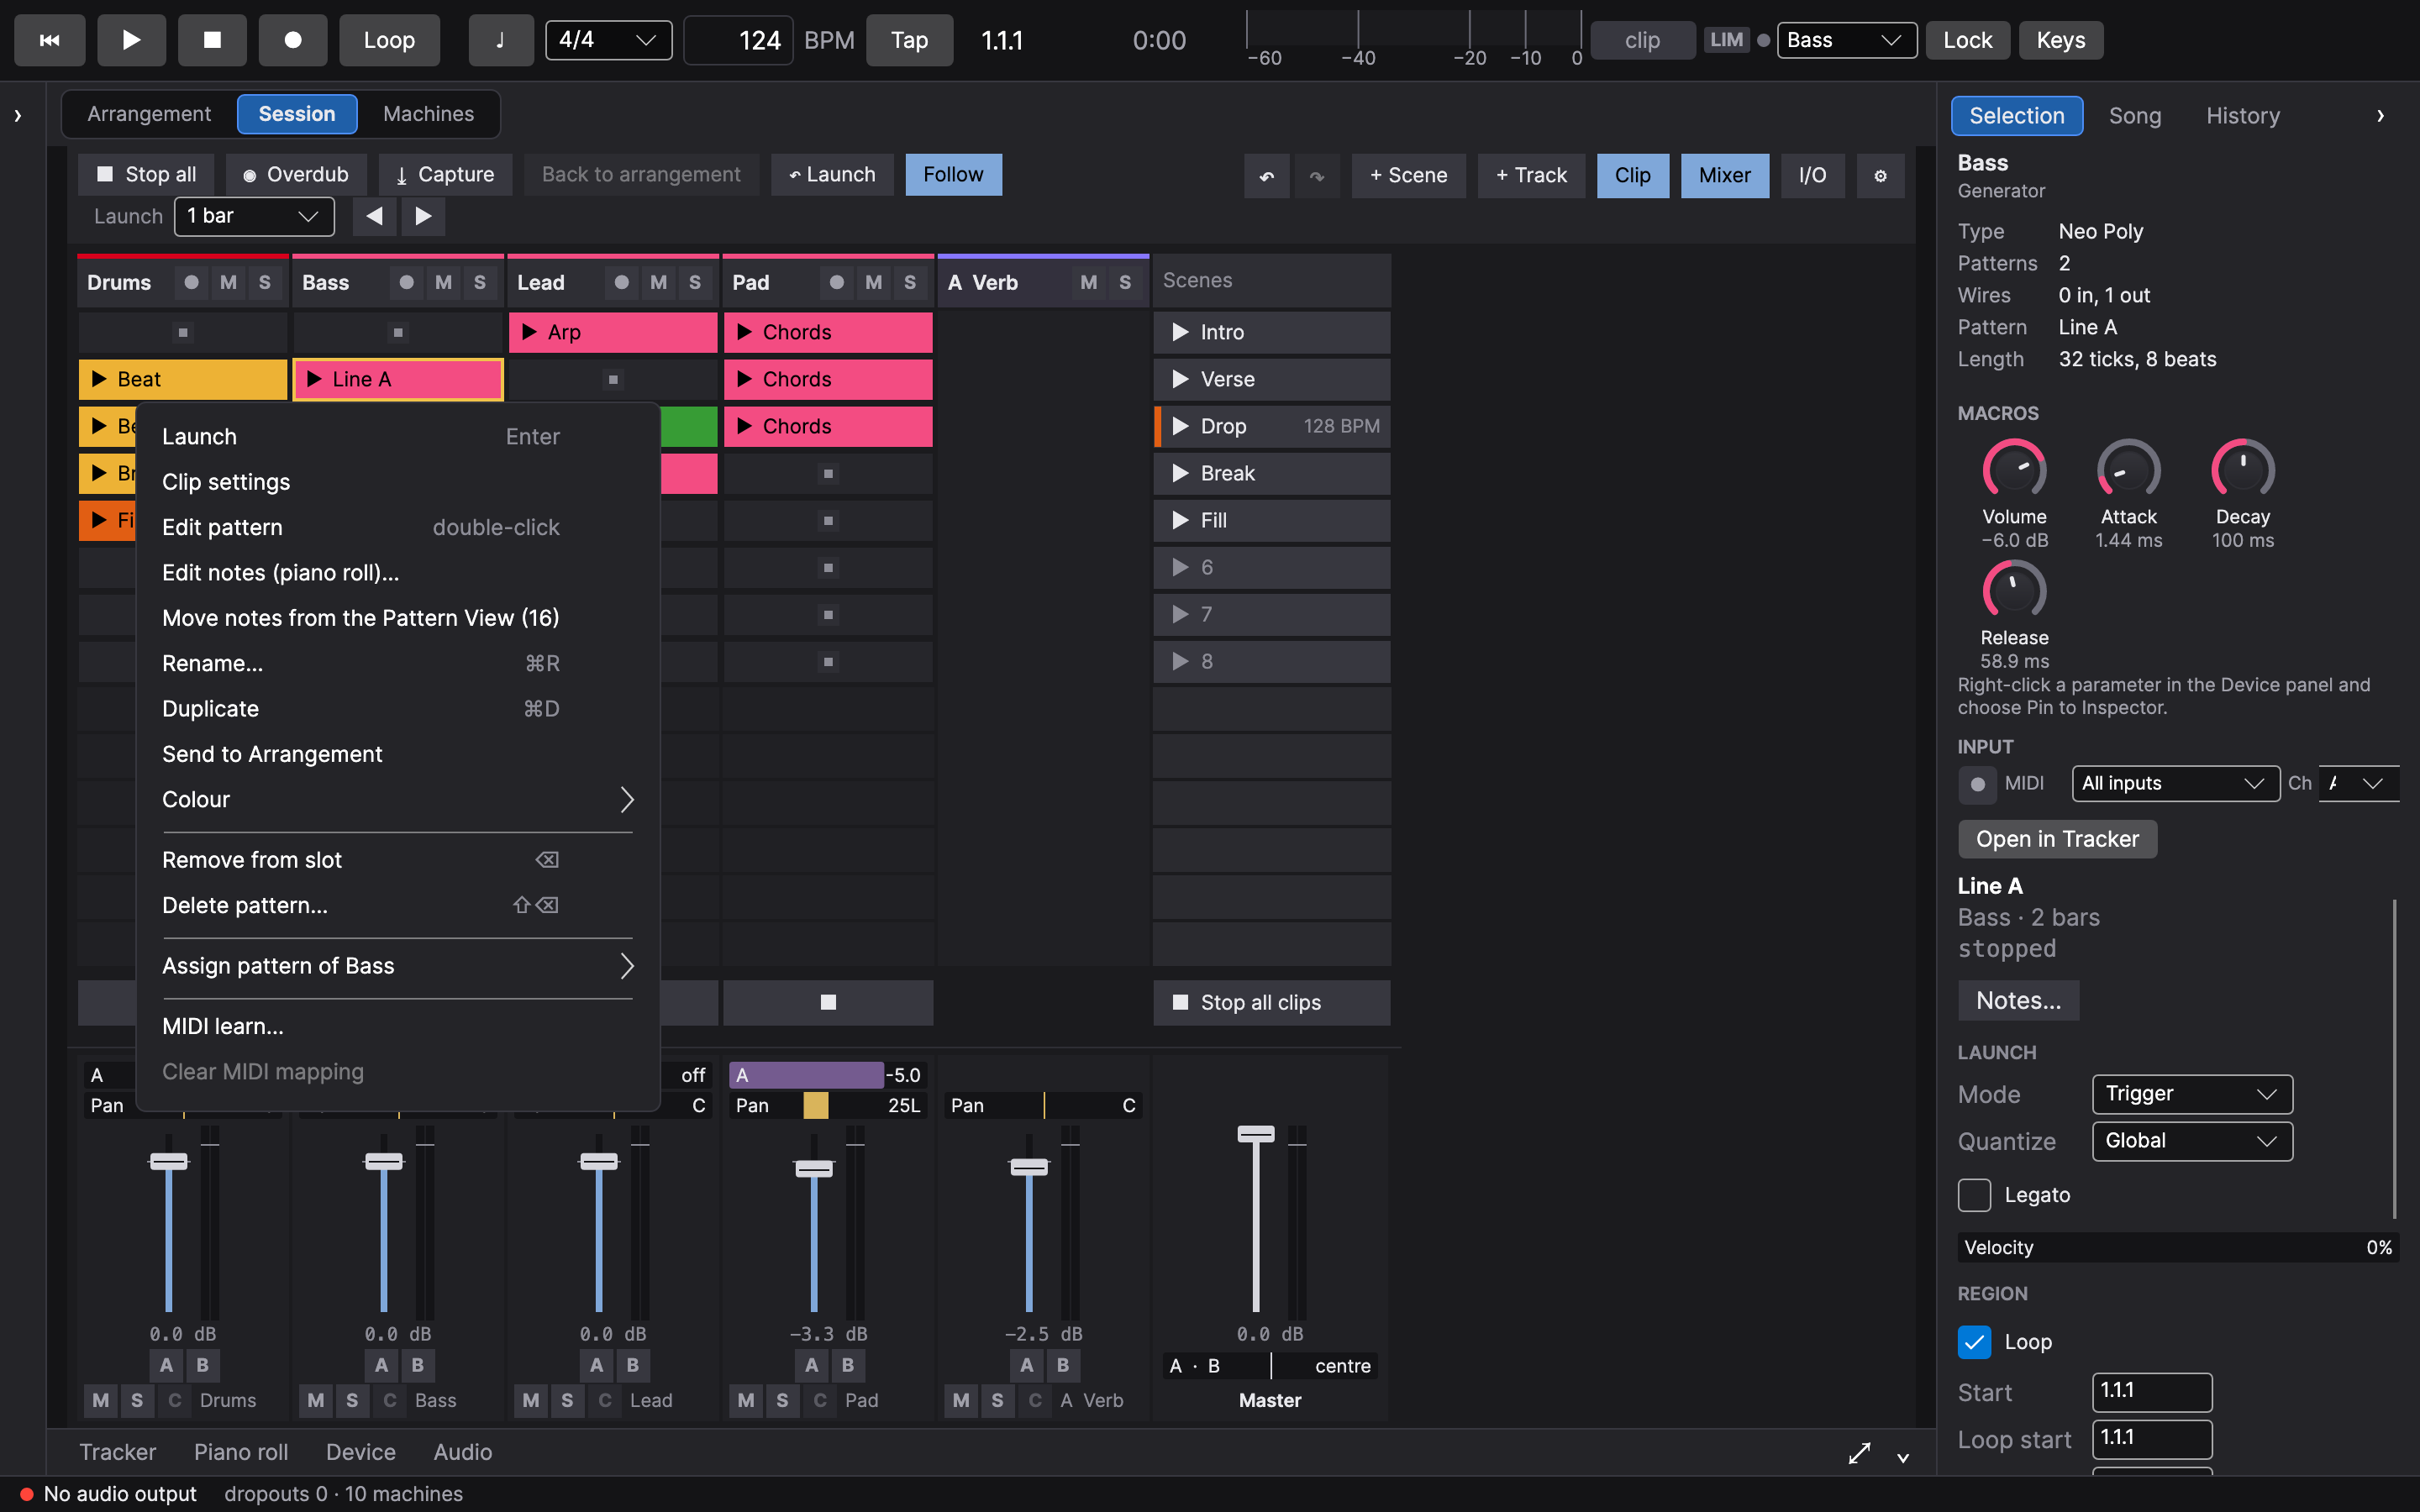 Loop
4/4
124 BPM
Tap
1.1.1
0:00
−60 −40 −20 −10 0
clip
LIM
Bass
Lock
Keys
Arrangement Session Machines
Stop all
Overdub
Capture
Back to arrangement
Launch
Follow
+ Scene
+ Track
Clip
Mixer
I/O
Launch 1 bar
Drums M S
Bass M S
Lead M S
Pad M S
A Verb M S
Scenes
Arp
Chords
Intro
Beat
Line A
Chords
Verse
Chords
Drop 128 BPM
Break
Fill
6
7
8
Launch Enter
Clip settings
Edit pattern double-click
Edit notes (piano roll)...
Move notes from the Pattern View (16)
Rename... ⌘R
Duplicate ⌘D
Send to Arrangement
Colour
Remove from slot ⌫
Delete pattern... ⇧⌫
Assign pattern of Bass
MIDI learn...
Clear MIDI mapping
Stop all clips
A
off
A -5.0
Pan
C
Pan 25L
Pan C
0.0 dB
0.0 dB
0.0 dB
−3.3 dB
−2.5 dB
0.0 dB
A B
A B
A B
A B
A B
A · B centre
M S C Drums
M S C Bass
M S C Lead
M S C Pad
M S C A Verb
Master
Tracker Piano roll Device Audio
No audio output dropouts 0 · 10 machines
Selection Song History
Bass
Generator
Type Neo Poly
Patterns 2
Wires 0 in, 1 out
Pattern Line A
Length 32 ticks, 8 beats
MACROS
Volume Attack Decay
−6.0 dB 1.44 ms 100 ms
Release
58.9 ms
Right-click a parameter in the Device panel and
choose Pin to Inspector.
INPUT
MIDI All inputs Ch
Open in Tracker
Line A
Bass · 2 bars
stopped
Notes...
LAUNCH
Mode Trigger
Quantize Global
Legato
Velocity 0%
REGION
Loop
Start 1.1.1
Loop start 1.1.1